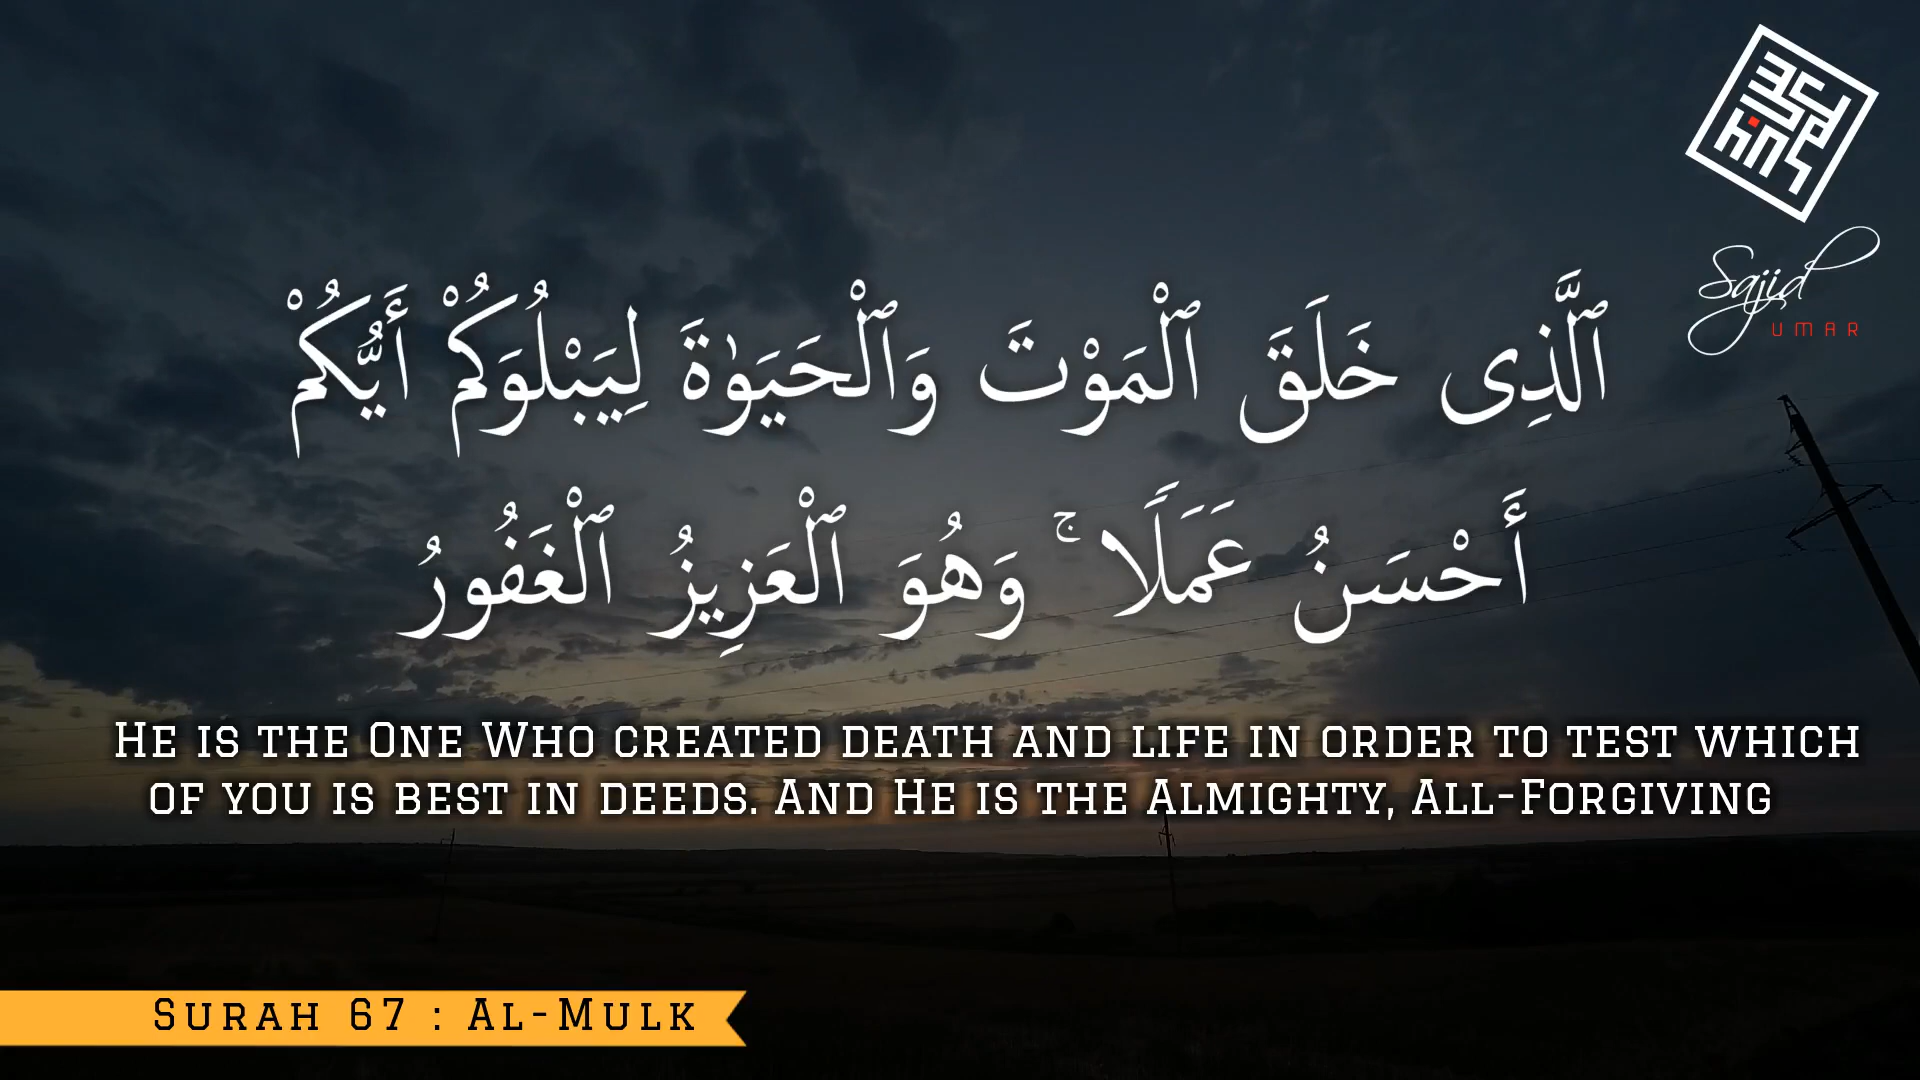 ٱلَّذِى خَلَقَ ٱلْمَوْتَ وَٱلْحَيَوٰةَ لِيَبْلُوَكُمْ أَيُّكُمْ
أَحْسَنُ عَمَلًا ۚ وَهُوَ ٱلْعَزِيزُ ٱلْغَفُورُ
He is the One Who created death and life in order to test which
of you is best in deeds. And He is the Almighty, All-Forgiving
Surah 67 : Al-Mulk
Sajid
UMAR